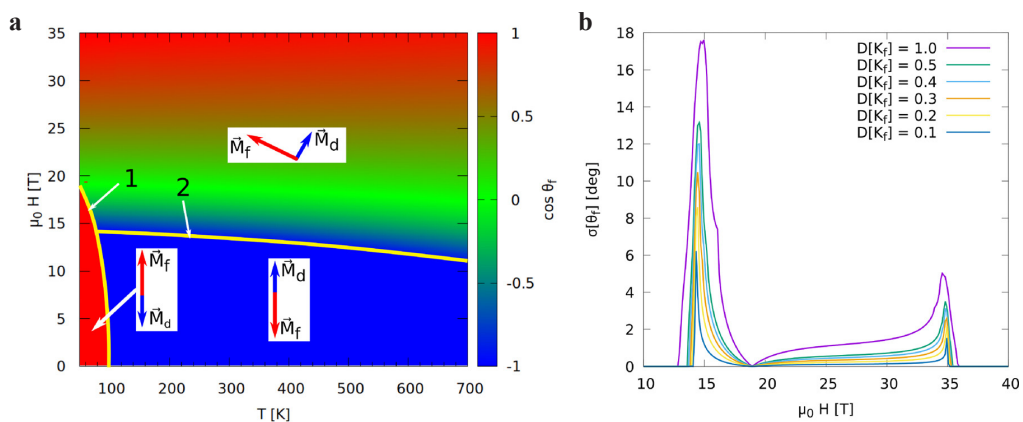 a
35
30
25
20
15
10
5
0
μ₀ H [T]
100 200 300 400 500 600 700
T [K]
1
2
M⃗f M⃗d
M⃗f
M⃗d
M⃗d
M⃗f
1
0.5
0
-0.5
-1
cos θf
b
18
16
14
12
10
8
6
4
2
0
σ[θf] [deg]
10 15 20 25 30 35 40
μ₀ H [T]
D[Kf] = 1.0
D[Kf] = 0.5
D[Kf] = 0.4
D[Kf] = 0.3
D[Kf] = 0.2
D[Kf] = 0.1